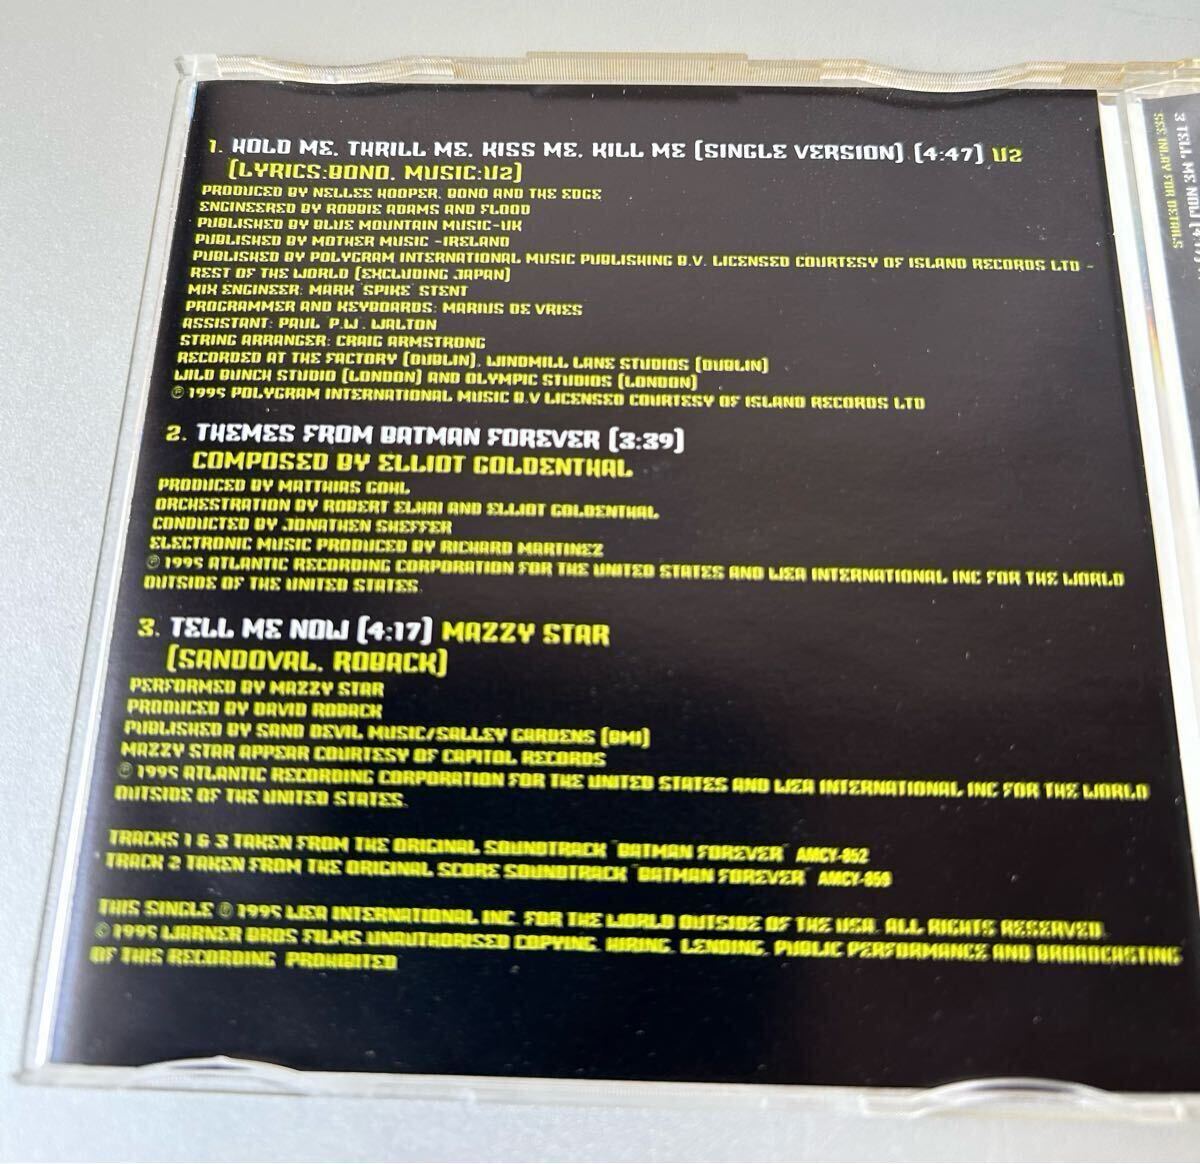 1. HOLD ME, THRILL ME, KISS ME, KILL ME (SINGLE VERSION) (4:47) U2
(LYRICS:BONO, MUSIC:U2)
PRODUCED BY NELLEE HOOPER, BONO AND THE EDGE
ENGINEERED BY ROBBIE ADAMS AND FLOOD
PUBLISHED BY BLUE MOUNTAIN MUSIC-UK
PUBLISHED BY MOTHER MUSIC -IRELAND
PUBLISHED BY POLYGRAM INTERNATIONAL MUSIC PUBLISHING B.V. LICENSED COURTESY OF ISLAND RECORDS LTD -
REST OF THE WORLD (EXCLUDING JAPAN)
MIX ENGINEER: MARK 'SPIKE' STENT
PROGRAMMER AND KEYBOARDS: MARIUS DE VRIES
ASSISTANT: PAUL 'P.W.' WALTON
STRING ARRANGER: CRAIG ARMSTRONG
RECORDED AT THE FACTORY (DUBLIN), WINDMILL LANE STUDIOS (DUBLIN)
WILD BUNCH STUDIO (LONDON) AND OLYMPIC STUDIOS (LONDON)
℗ 1995 POLYGRAM INTERNATIONAL MUSIC B.V LICENSED COURTESY OF ISLAND RECORDS LTD
2. THEMES FROM BATMAN FOREVER (3:39)
COMPOSED BY ELLIOT GOLDENTHAL
PRODUCED BY MATTHIAS GOHL
ORCHESTRATION BY ROBERT ELHAI AND ELLIOT GOLDENTHAL
CONDUCTED BY JONATHEN SHEFFER
ELECTRONIC MUSIC PRODUCED BY RICHARD MARTINEZ
℗ 1995 ATLANTIC RECORDING CORPORATION FOR THE UNITED STATES AND WEA INTERNATIONAL INC FOR THE WORLD
OUTSIDE OF THE UNITED STATES.
3. TELL ME NOW (4:17) MAZZY STAR
(SANDOVAL, ROBACK)
PERFORMED BY MAZZY STAR
PRODUCED BY DAVID ROBACK
PUBLISHED BY SAND DEVIL MUSIC/SALLEY GARDENS (BMI)
MAZZY STAR APPEAR COURTESY OF CAPITOL RECORDS
℗ 1995 ATLANTIC RECORDING CORPORATION FOR THE UNITED STATES AND WEA INTERNATIONAL INC FOR THE WORLD
OUTSIDE OF THE UNITED STATES.
TRACKS 1 & 3 TAKEN FROM THE ORIGINAL SOUNDTRACK "BATMAN FOREVER" AMCY-852
TRACK 2 TAKEN FROM THE ORIGINAL SCORE SOUNDTRACK "BATMAN FOREVER" AMCY-859
THIS SINGLE ℗ 1995 WEA INTERNATIONAL INC. FOR THE WORLD OUTSIDE OF THE USA. ALL RIGHTS RESERVED.
© 1995 WARNER BROS FILMS.UNAUTHORISED COPYING, HIRING, LENDING, PUBLIC PERFORMANCE AND BROADCASTING
OF THIS RECORDING PROHIBITED
3 TELL ME NOW
SEE INLAY FOR DETAILS